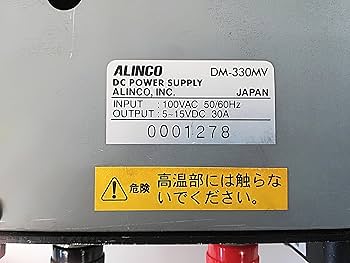 ALINCO DM-330MV
DC POWER SUPPLY
ALINCO, INC. JAPAN
INPUT : 100VAC 50/60Hz
OUTPUT : 5~15VDC 30A
0001278
危険 高温部には触らな
いでください。